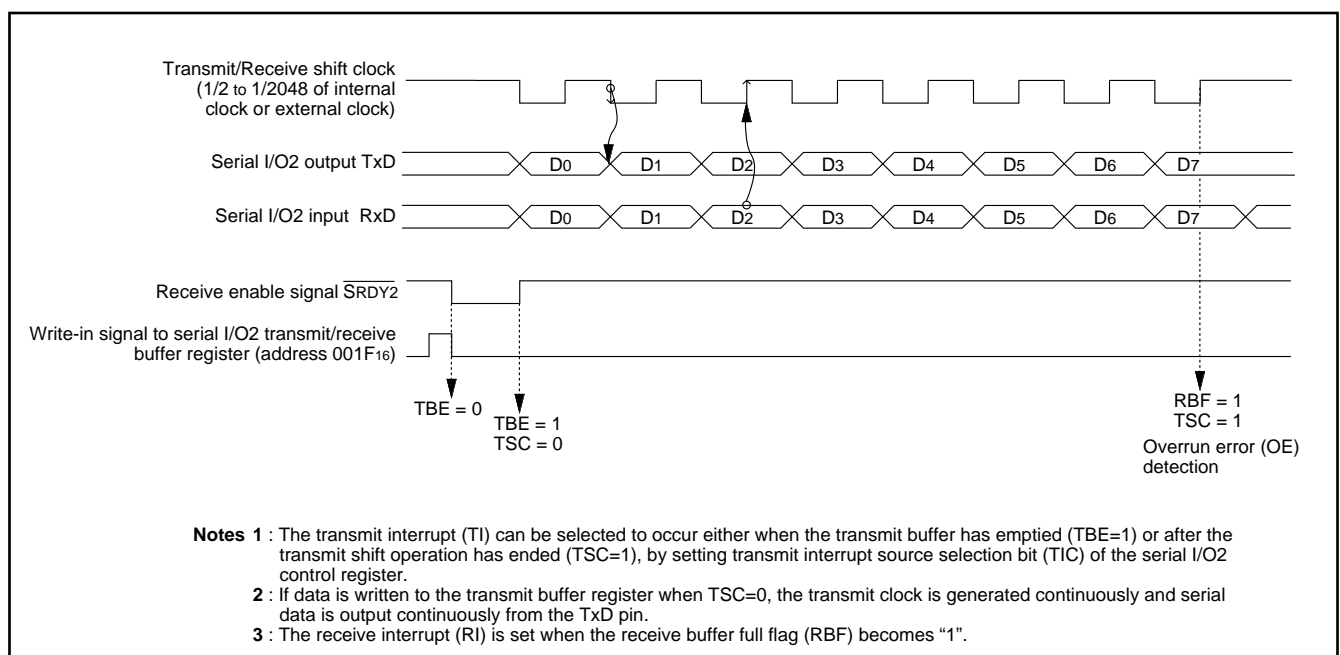 Transmit/Receive shift clock
(1/2 to 1/2048 of internal
clock or external clock)
Serial I/O2 output TxD
D0 D1 D2 D3 D4 D5 D6 D7
Serial I/O2 input RxD
D0 D1 D2 D3 D4 D5 D6 D7
Receive enable signal SRDY2
Write-in signal to serial I/O2 transmit/receive
buffer register (address 001F16)
TBE = 0
TBE = 1
TSC = 0
RBF = 1
TSC = 1
Overrun error (OE)
detection
Notes 1 : The transmit interrupt (TI) can be selected to occur either when the transmit buffer has emptied (TBE=1) or after the
transmit shift operation has ended (TSC=1), by setting transmit interrupt source selection bit (TIC) of the serial I/O2
control register.
2 : If data is written to the transmit buffer register when TSC=0, the transmit clock is generated continuously and serial
data is output continuously from the TxD pin.
3 : The receive interrupt (RI) is set when the receive buffer full flag (RBF) becomes “1”.